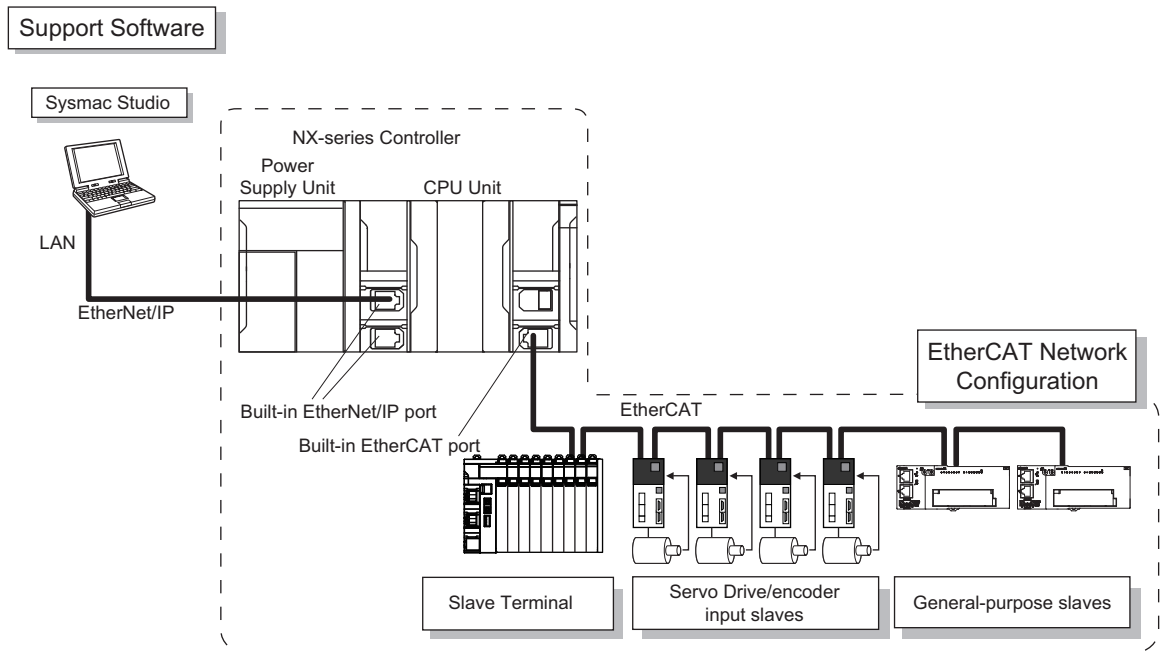 Support Software
Sysmac Studio
NX-series Controller
Power
Supply Unit
CPU Unit
LAN
EtherNet/IP
EtherCAT Network
Configuration
Built-in EtherNet/IP port
EtherCAT
Built-in EtherCAT port
Slave Terminal
Servo Drive/encoder
input slaves
General-purpose slaves